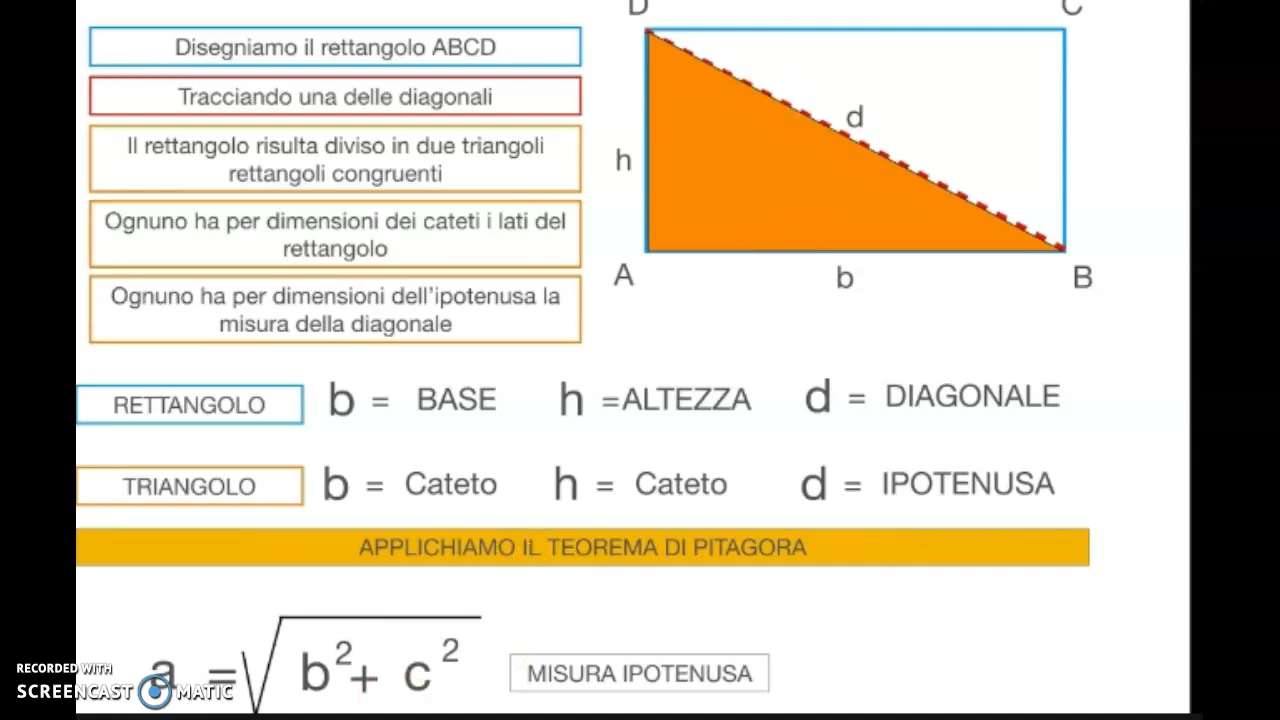 D
C
Disegniamo il rettangolo ABCD
Tracciando una delle diagonali
Il rettangolo risulta diviso in due triangoli
rettangoli congruenti
Ognuno ha per dimensioni dei cateti i lati del
rettangolo
Ognuno ha per dimensioni dell'ipotenusa la
misura della diagonale
d
h
A
b
B
RETTANGOLO b = BASE h =ALTEZZA d = DIAGONALE
TRIANGOLO b = Cateto h = Cateto d = IPOTENUSA
APPLICHIAMO IL TEOREMA DI PITAGORA
a = √b²+ c² MISURA IPOTENUSA
RECORDED WITH
SCREENCAST MATIC